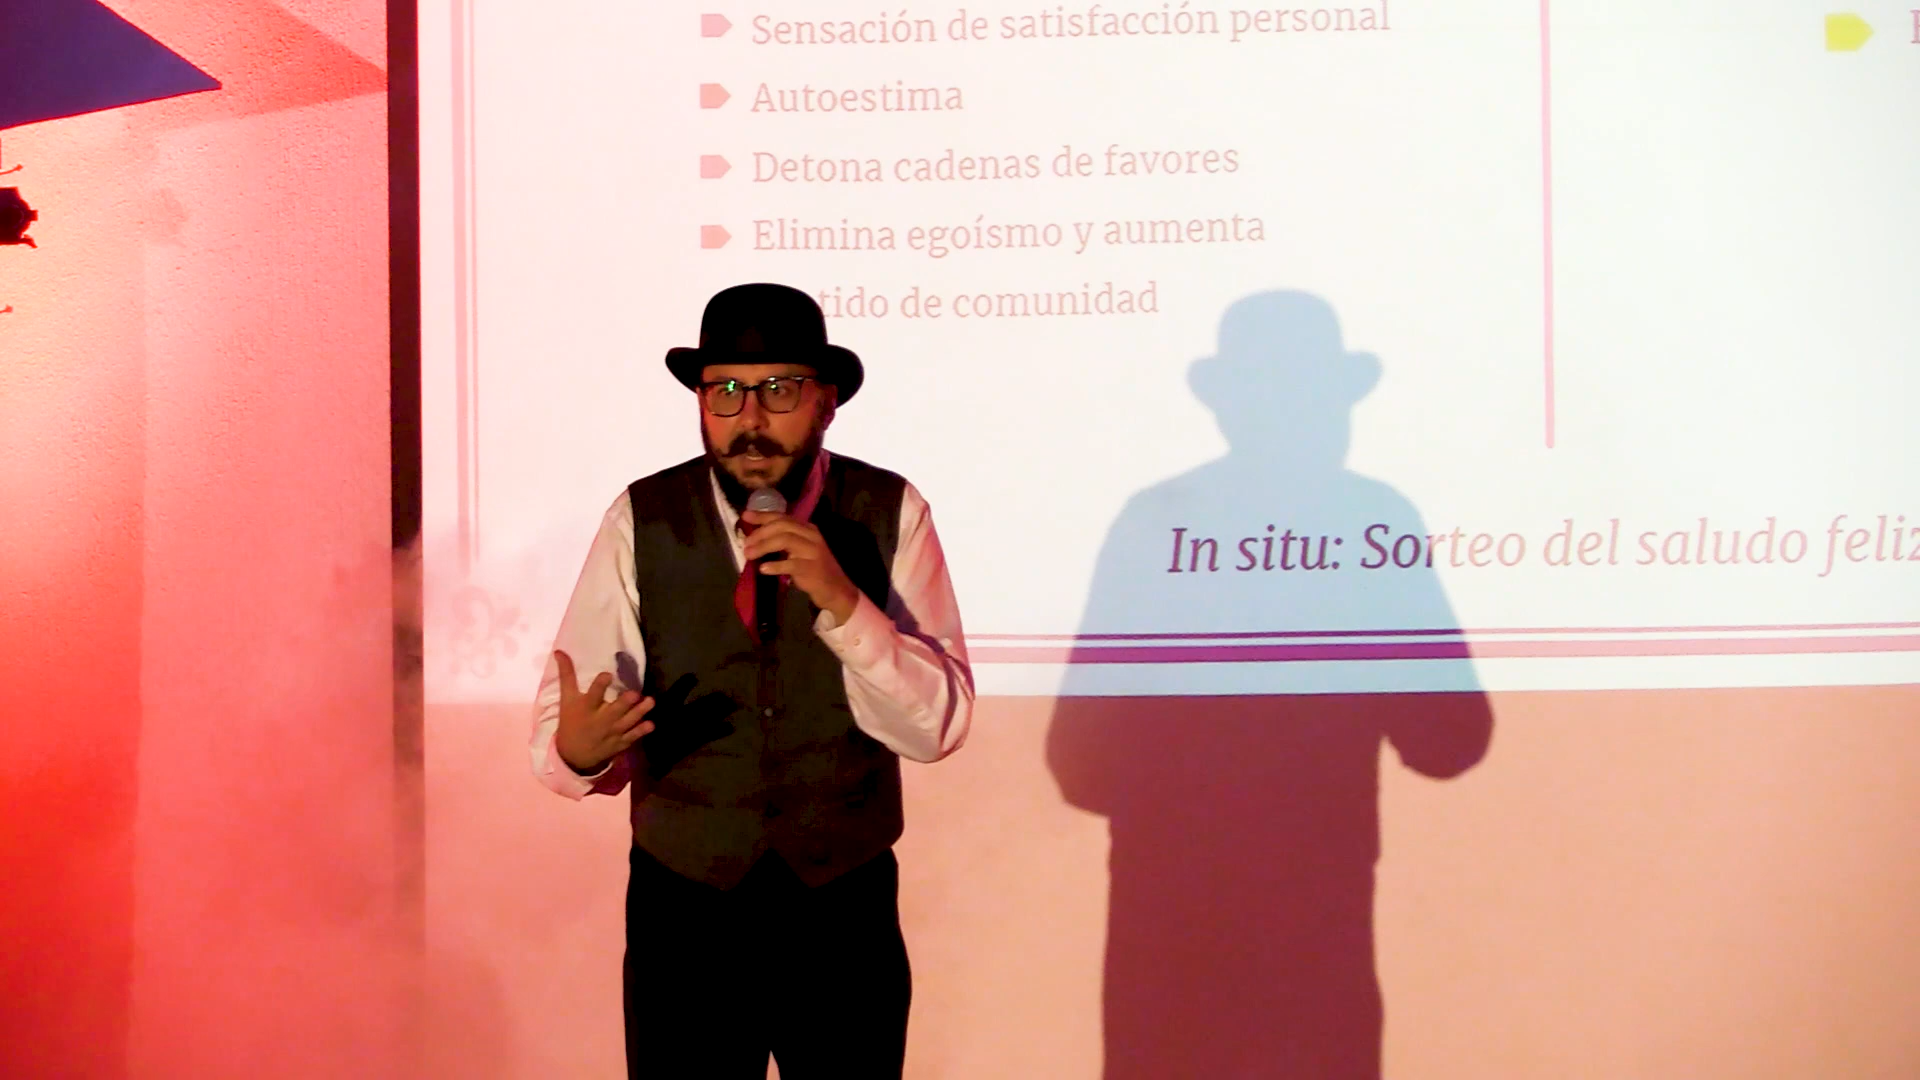 Sensación de satisfacción personal
Autoestima
Detona cadenas de favores
Elimina egoísmo y aumenta
tido de comunidad
In situ: Sorteo del saludo feliz